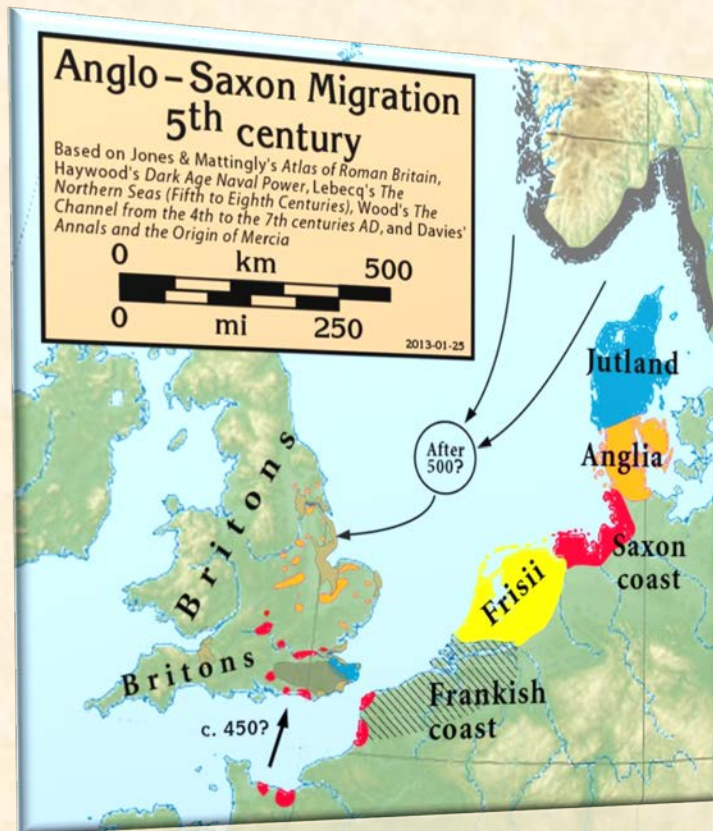 Anglo-Saxon Migration
5th century
Based on Jones & Mattingly's Atlas of Roman Britain,
Haywood's Dark Age Naval Power, Lebecq's The
Northern Seas (Fifth to Eighth Centuries), Wood's The
Channel from the 4th to the 7th centuries AD, and Davies'
Annals and the Origin of Mercia
0 km 500
0 mi 250
2013-01-25
Jutland
After
500?
Anglia
Britons
Saxon
coast
Frisii
Britons
Frankish
coast
c. 450?